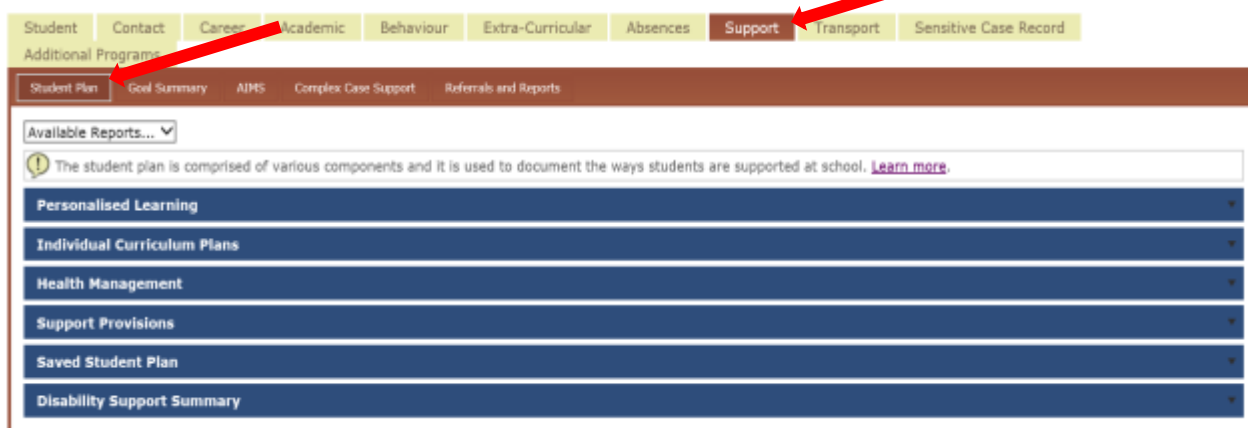 Student Contact Career Academic Behaviour Extra-Curricular Absences Support Transport Sensitive Case Record
Additional Programs
Student Plan Goal Summary AIMS Complex Case Support Referrals and Reports
Available Reports...
The student plan is comprised of various components and it is used to document the ways students are supported at school. Learn more.
Personalised Learning
Individual Curriculum Plans
Health Management
Support Provisions
Saved Student Plan
Disability Support Summary